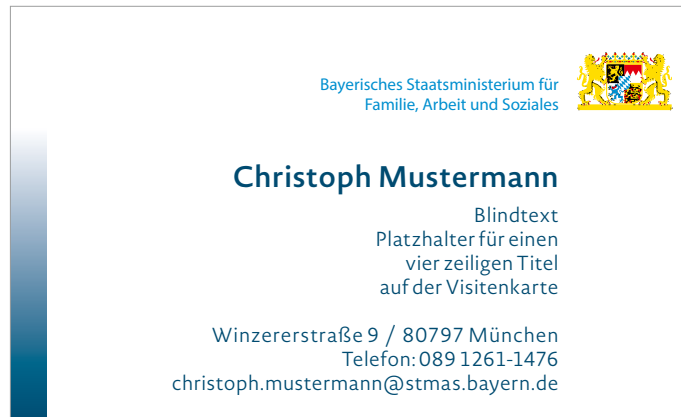 Bayerisches Staatsministerium für
Familie, Arbeit und Soziales
Christoph Mustermann
Blindtext
Platzhalter für einen
vier zeiligen Titel
auf der Visitenkarte
Winzererstraße 9 / 80797 München
Telefon: 089 1261-1476
christoph.mustermann@stmas.bayern.de